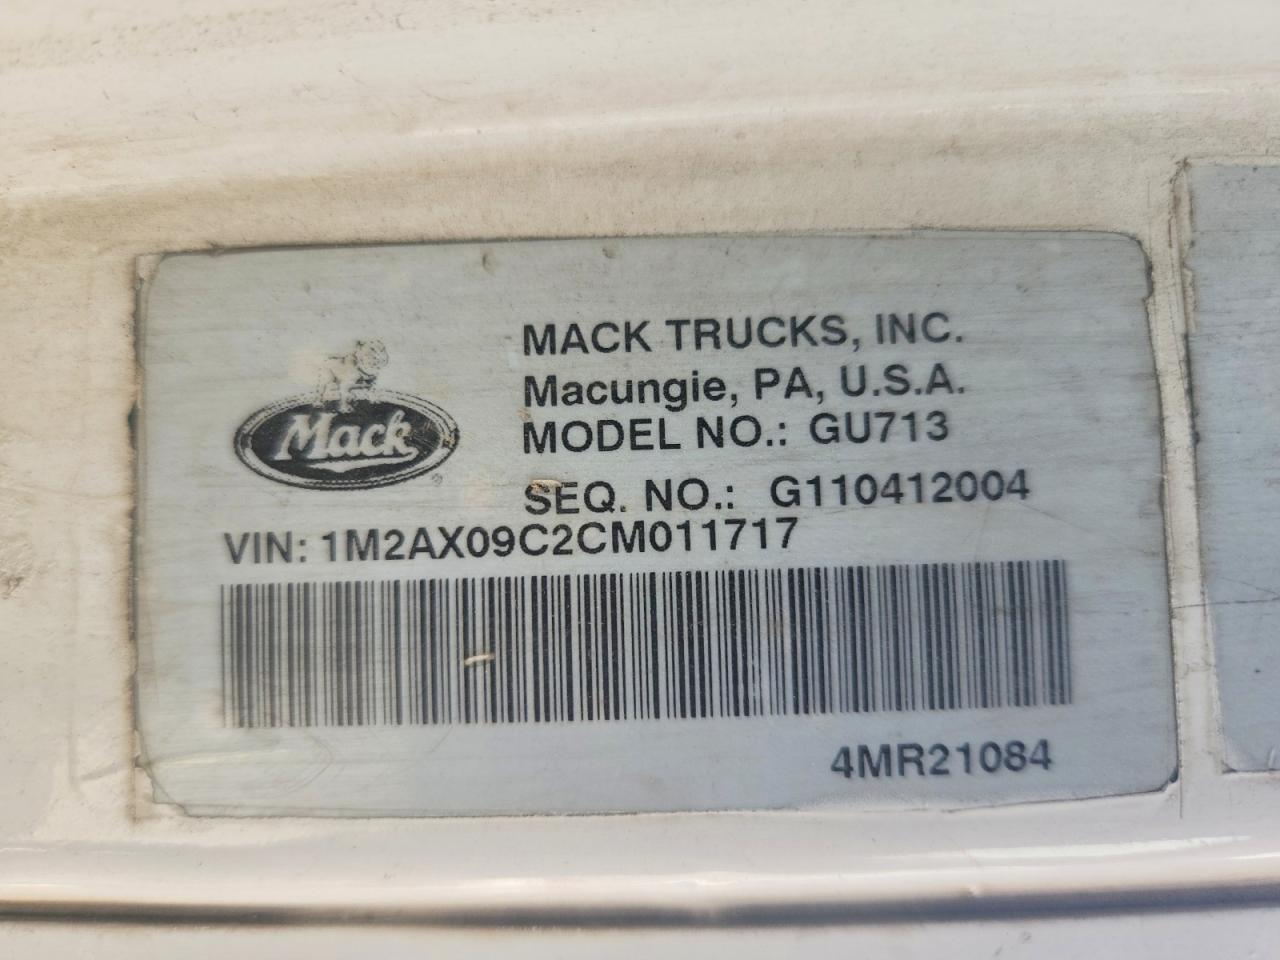 MACK TRUCKS, INC.
Macungie, PA, U.S.A.
MODEL NO.: GU713
Mack
®
SEQ. NO.: G110412004
VIN: 1M2AX09C2CM011717
4MR21084